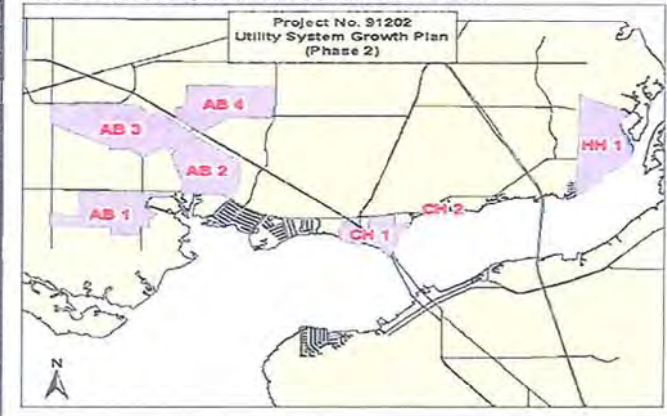 Project No. 91202
Utility System Growth Plan
(Phase 2)
AB 4
AB 3
HH 1
AB 2
CH 2
AB 1
CH 1
N